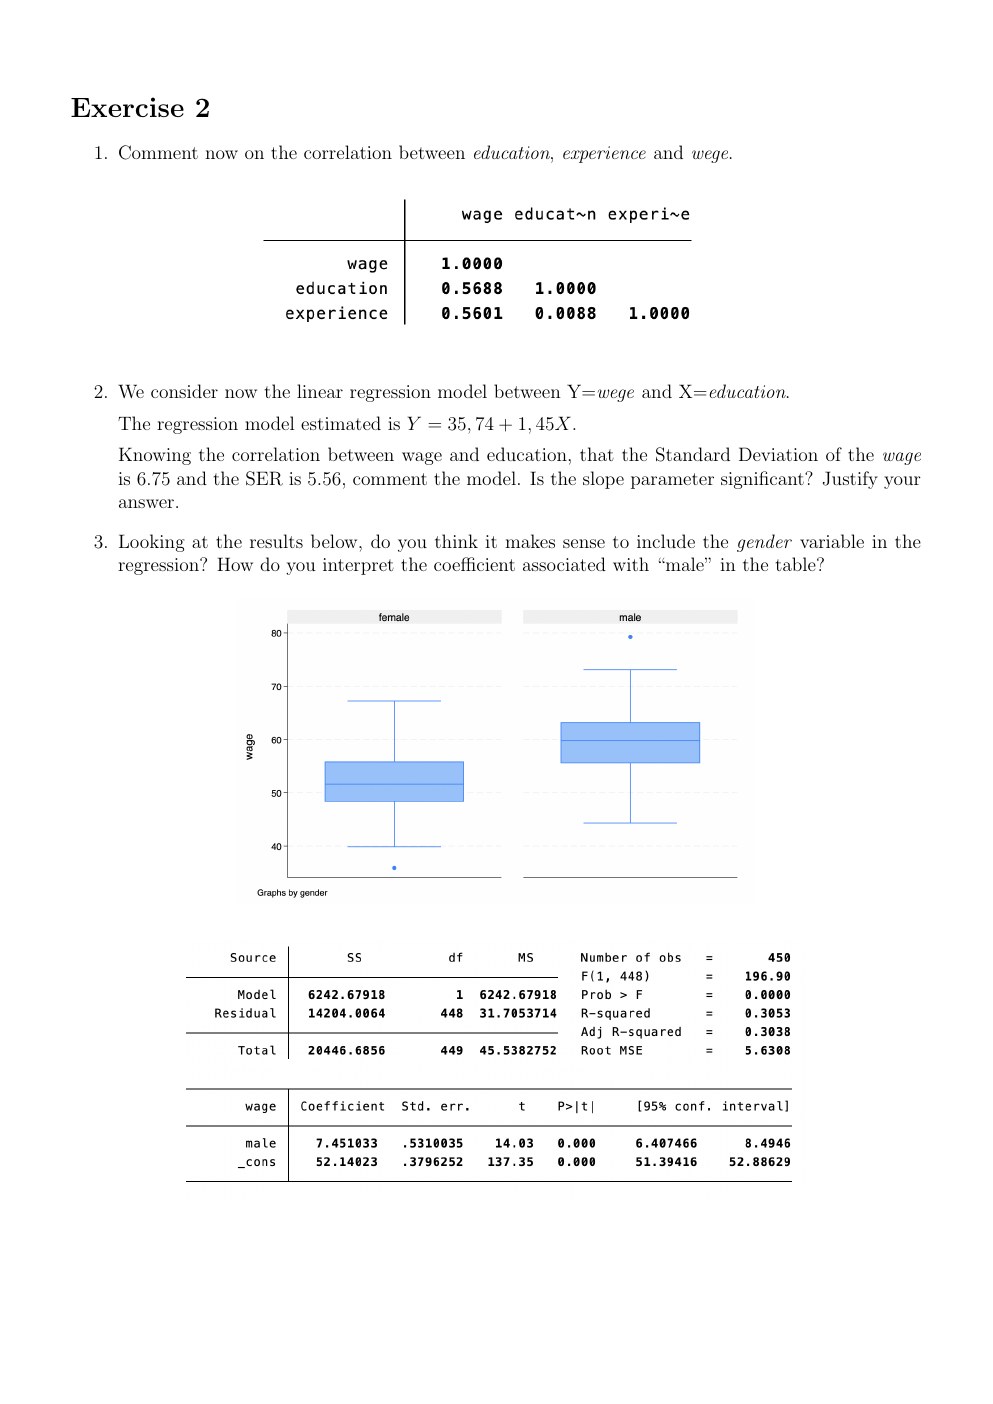 Exercise 2
1. Comment now on the correlation between education, experience and wege.
wage educat~n experi~e
wage 1.0000
education 0.5688 1.0000
experience 0.5601 0.0088 1.0000
2. We consider now the linear regression model between Y=wege and X=education.
The regression model estimated is Y = 35, 74 + 1, 45X.
Knowing the correlation between wage and education, that the Standard Deviation of the wage
is 6.75 and the SER is 5.56, comment the model. Is the slope parameter significant? Justify your
answer.
3. Looking at the results below, do you think it makes sense to include the gender variable in the
regression? How do you interpret the coefficient associated with “male” in the table?
female male
80
70
60
50
40
wage
Graphs by gender
Source SS df MS Number of obs = 450
F(1, 448) = 196.90
Model 6242.67918 1 6242.67918 Prob > F = 0.0000
Residual 14204.0064 448 31.7053714 R-squared = 0.3053
Adj R-squared = 0.3038
Total 20446.6856 449 45.5382752 Root MSE = 5.6308
wage Coefficient Std. err. t P>|t| [95% conf. interval]
male 7.451033 .5310035 14.03 0.000 6.407466 8.4946
_cons 52.14023 .3796252 137.35 0.000 51.39416 52.88629